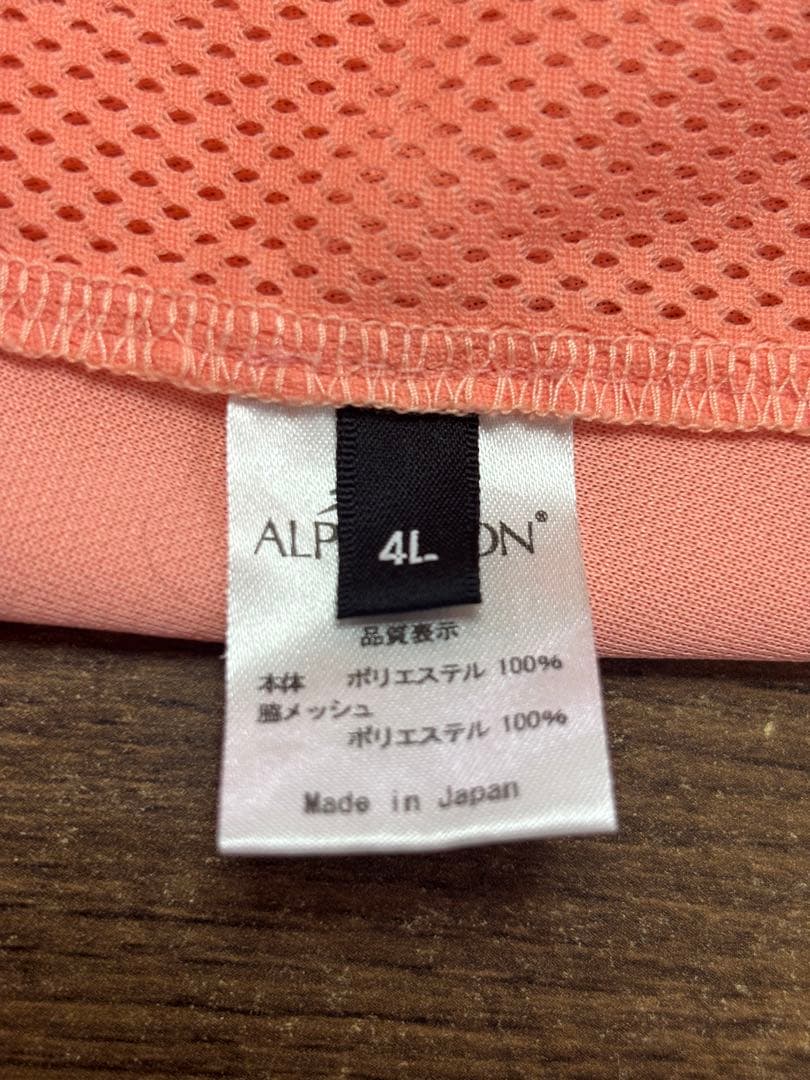 4L
品質表示
本体 ポリエステル 100%
脇メッシュ
ポリエステル 100%
Made in Japan